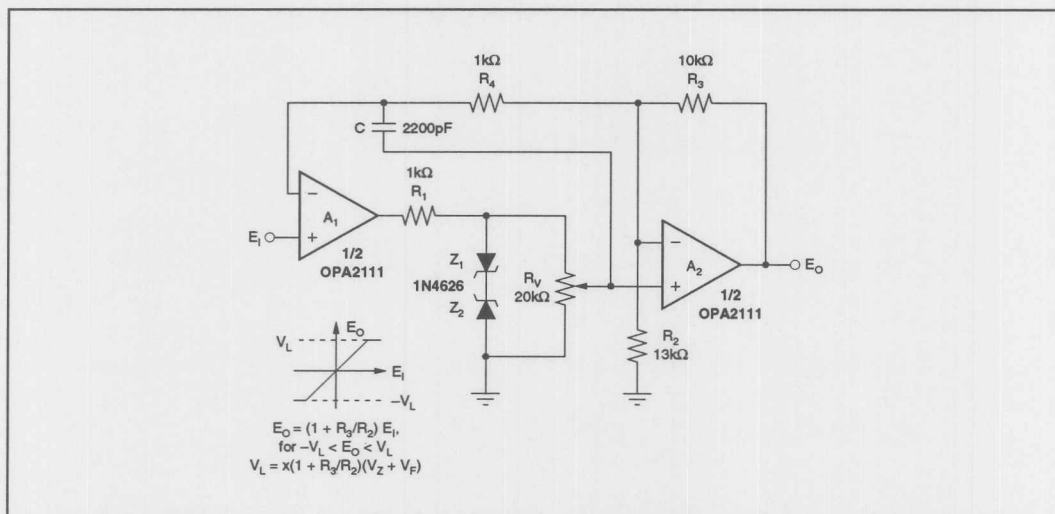 1kΩ
R4
10kΩ
R3
C
2200pF
1kΩ
R1
−
A1
+
EI
1/2
OPA2111
Z1
1N4626
Z2
RV
20kΩ
−
A2
+
EO
1/2
OPA2111
R2
13kΩ
EO
VL
EI
−VL
EO = (1 + R3/R2) EI,
for −VL < EO < VL
VL = x(1 + R3/R2)(VZ + VF)